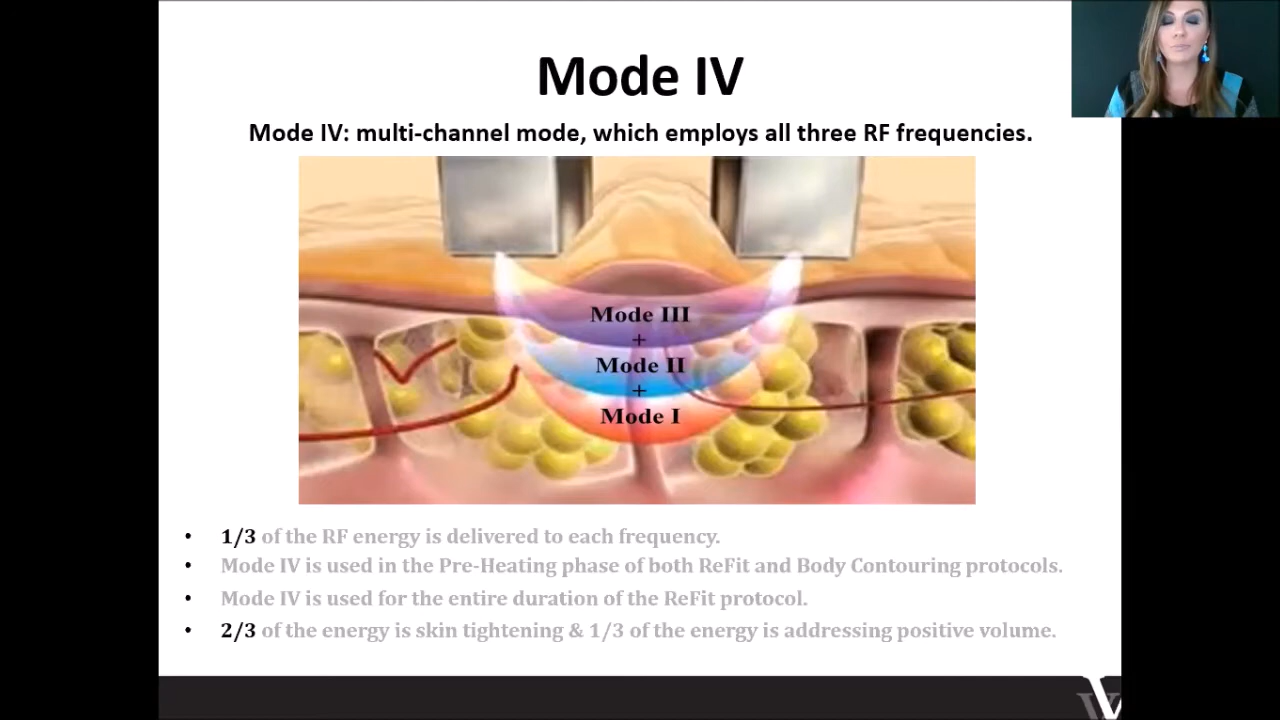 Mode IV
Mode IV: multi-channel mode, which employs all three RF frequencies.
Mode III
+
Mode II
+
Mode I
• 1/3 of the RF energy is delivered to each frequency.
• Mode IV is used in the Pre-Heating phase of both ReFit and Body Contouring protocols.
• Mode IV is used for the entire duration of the ReFit protocol.
• 2/3 of the energy is skin tightening & 1/3 of the energy is addressing positive volume.